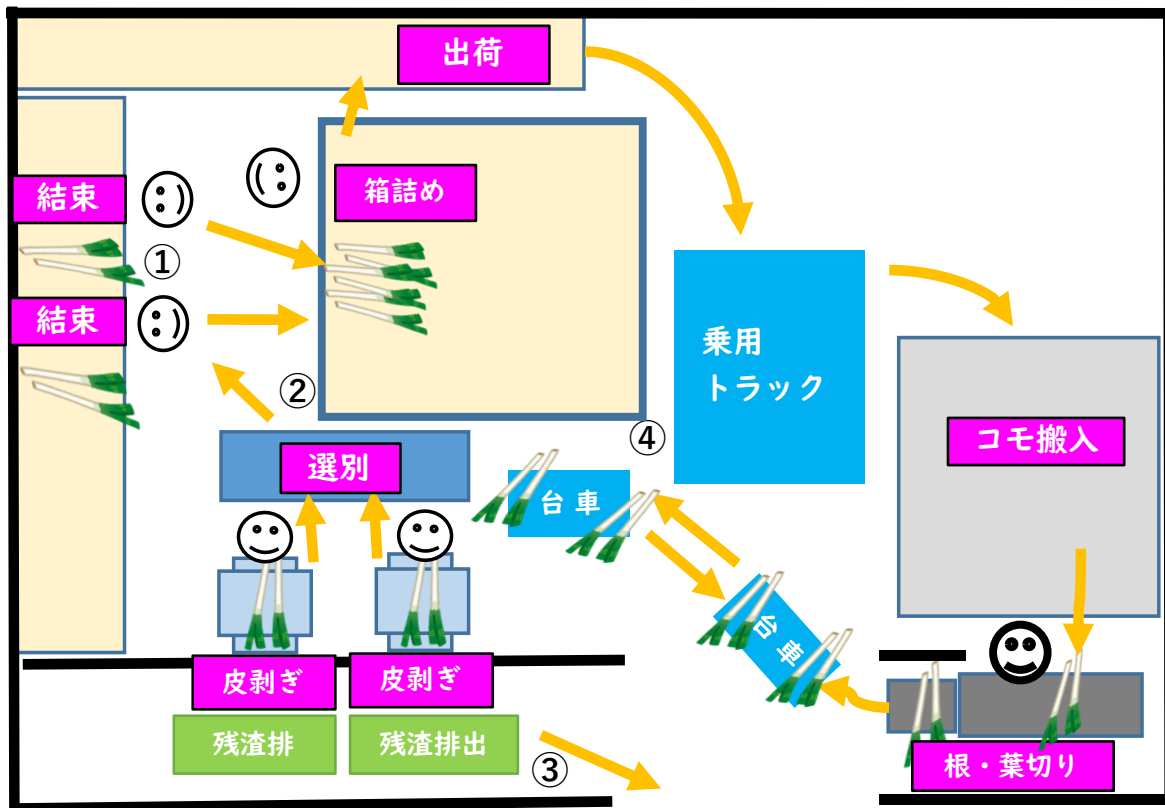 出荷
結束
箱詰め
①
結束
乗用
トラック
②
④
コモ搬入
選別
台車
台車
皮剥ぎ
皮剥ぎ
残渣排
残渣排出
③
根・葉切り